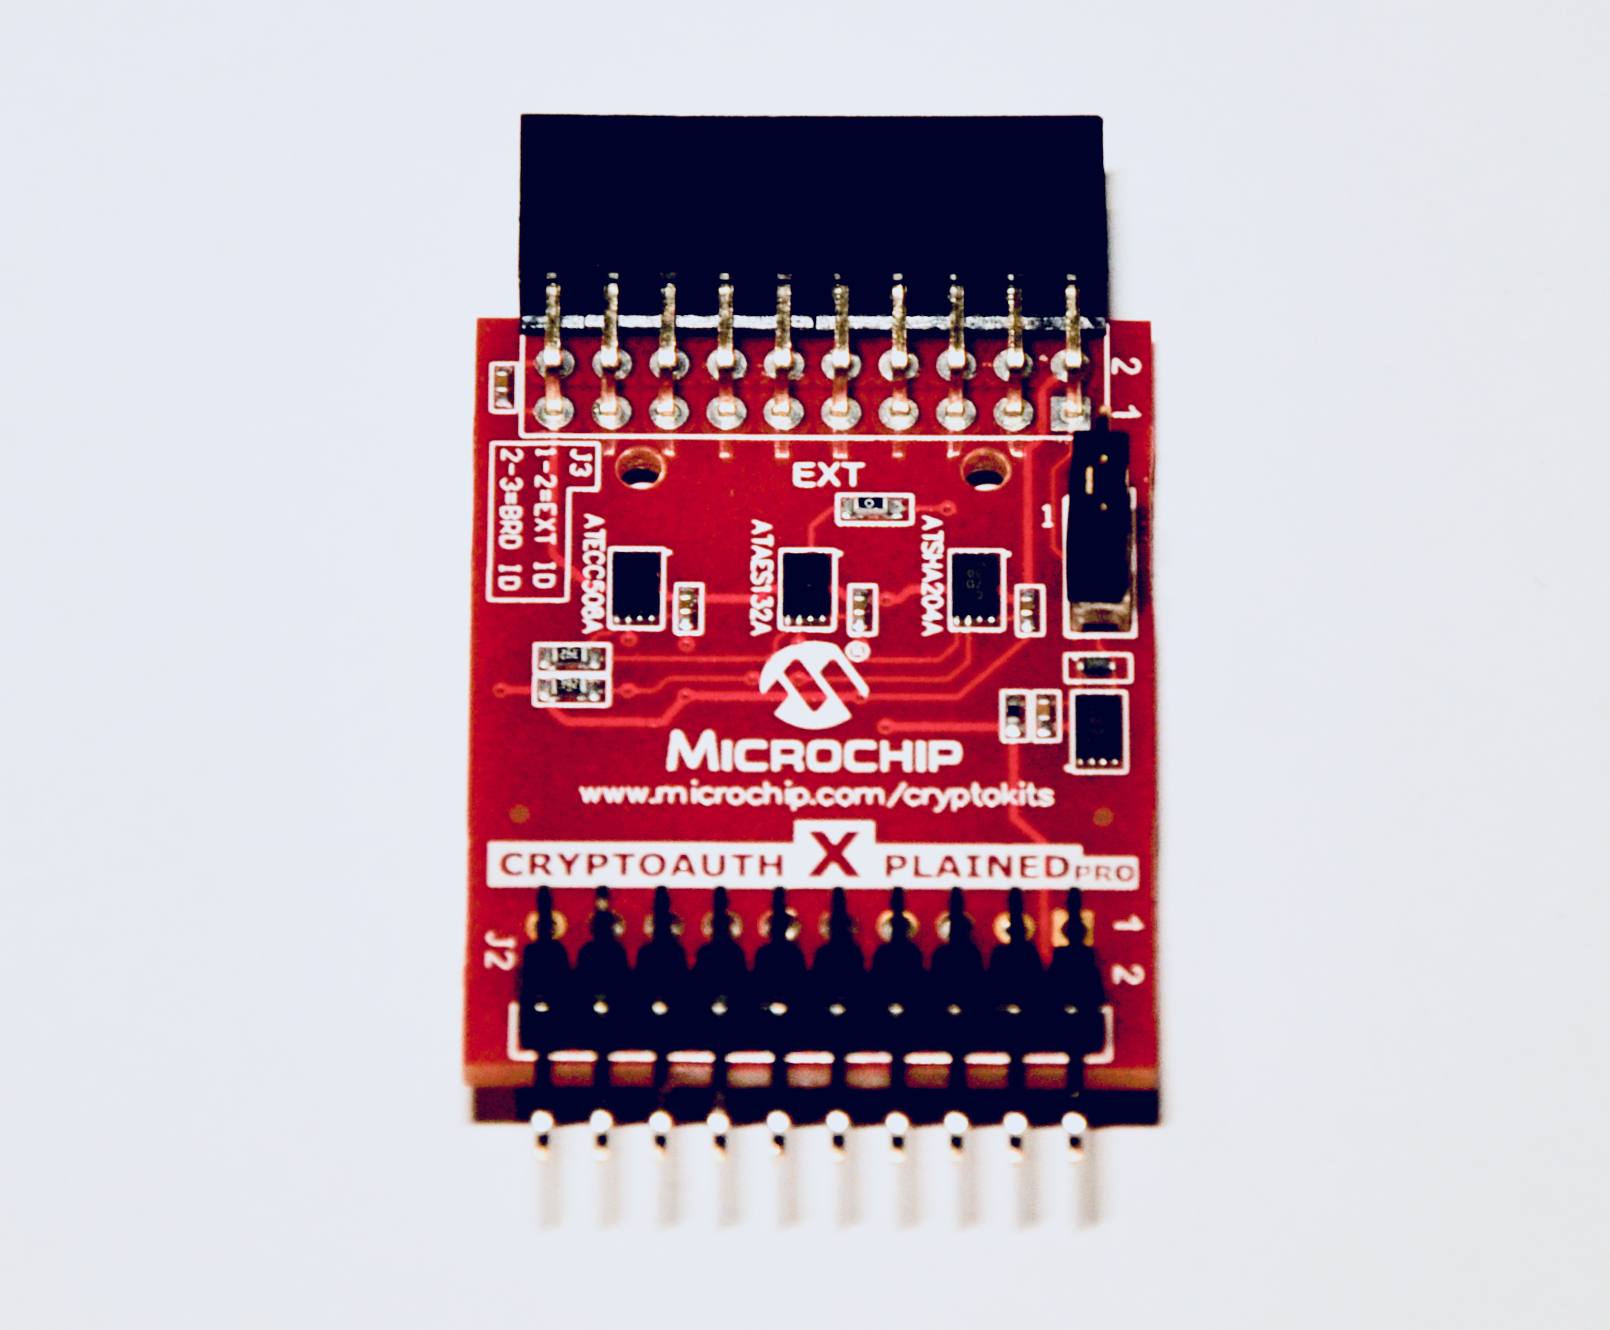 2
1
J3
1-2=EXT ID
2-3=BRD ID
EXT
0
1
ATECC508A
ATAES132A
ATSHA204A
®
MICROCHIP
www.microchip.com/cryptokits
CRYPTOAUTH X PLAINED PRO
J2
1
2